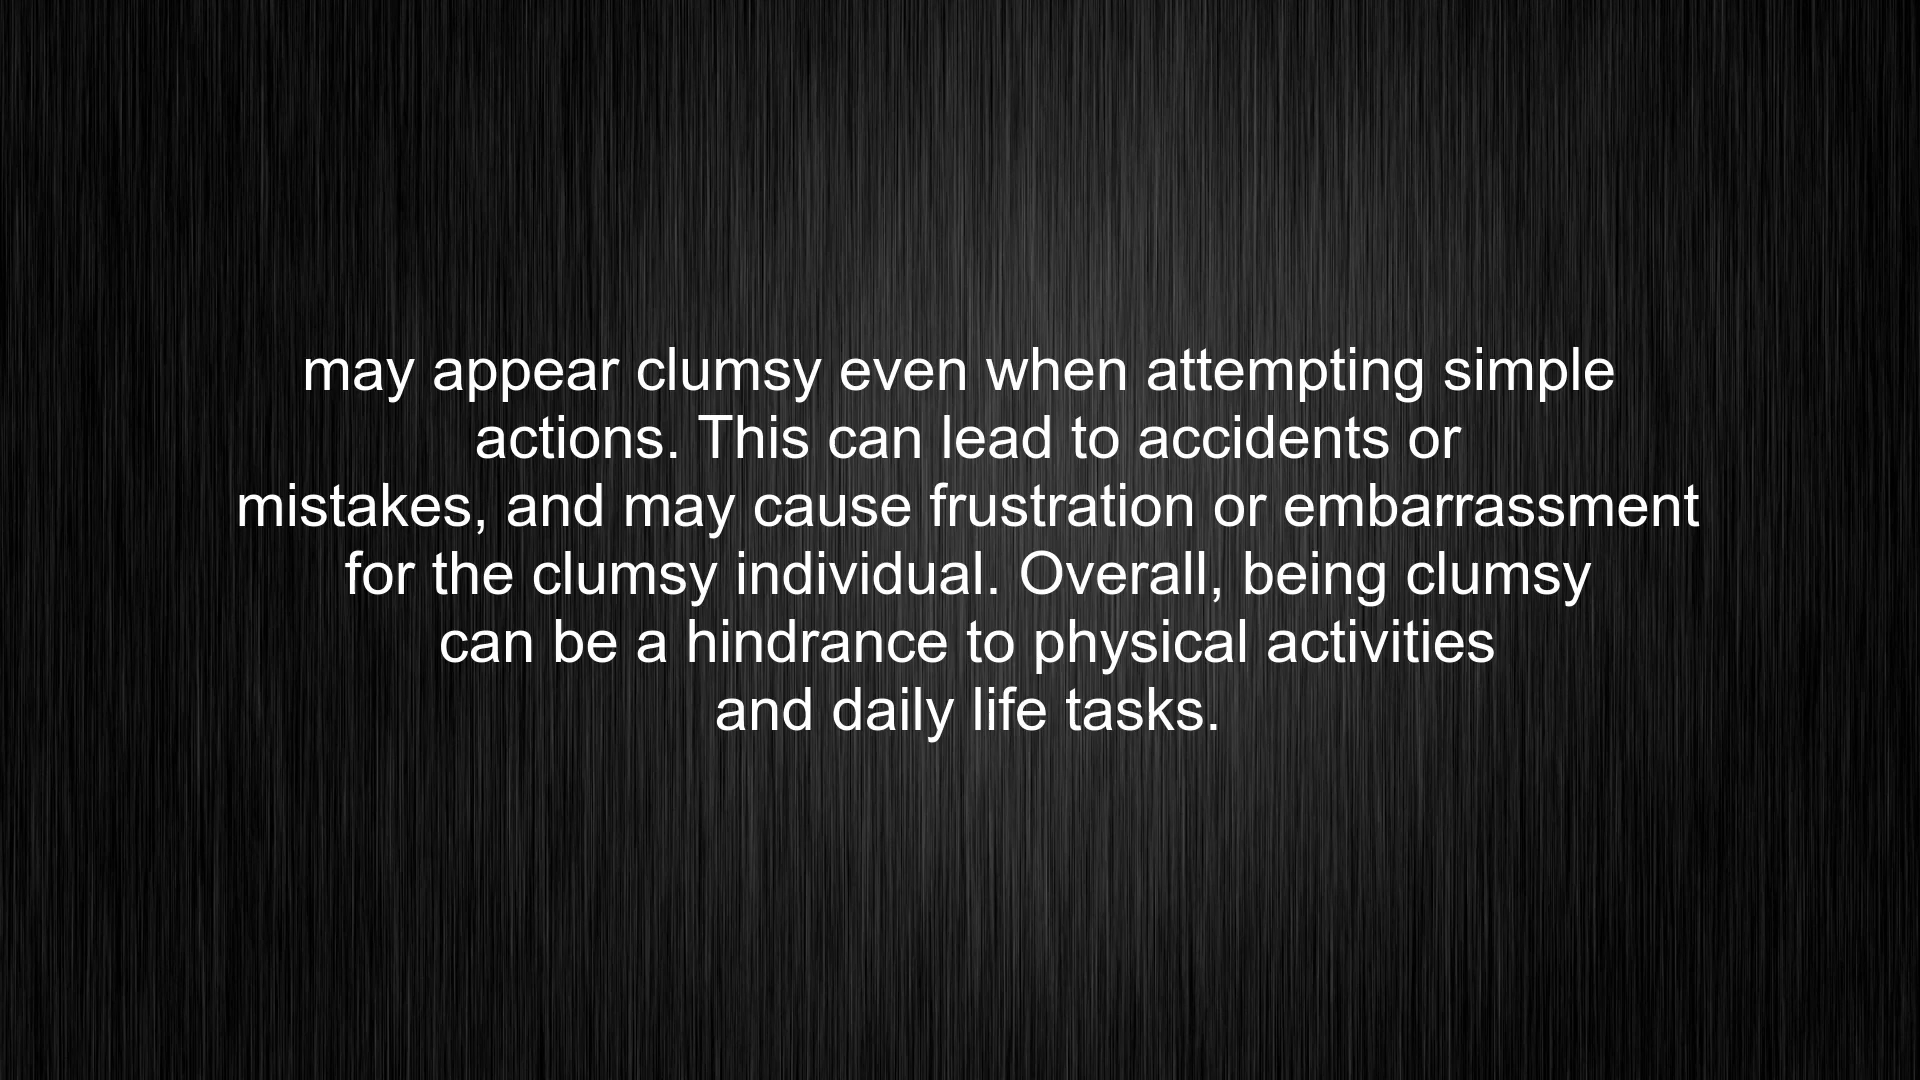 may appear clumsy even when attempting simple
actions. This can lead to accidents or
mistakes, and may cause frustration or embarrassment
for the clumsy individual. Overall, being clumsy
can be a hindrance to physical activities
and daily life tasks.